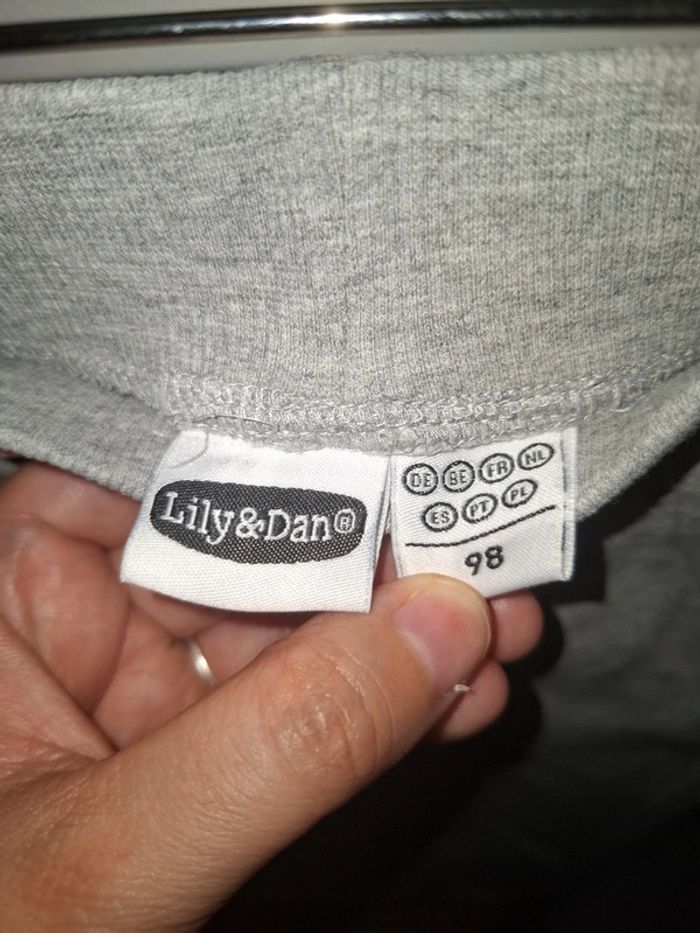 Lily&Dan®
DE BE FR NL
ES PT PL
98